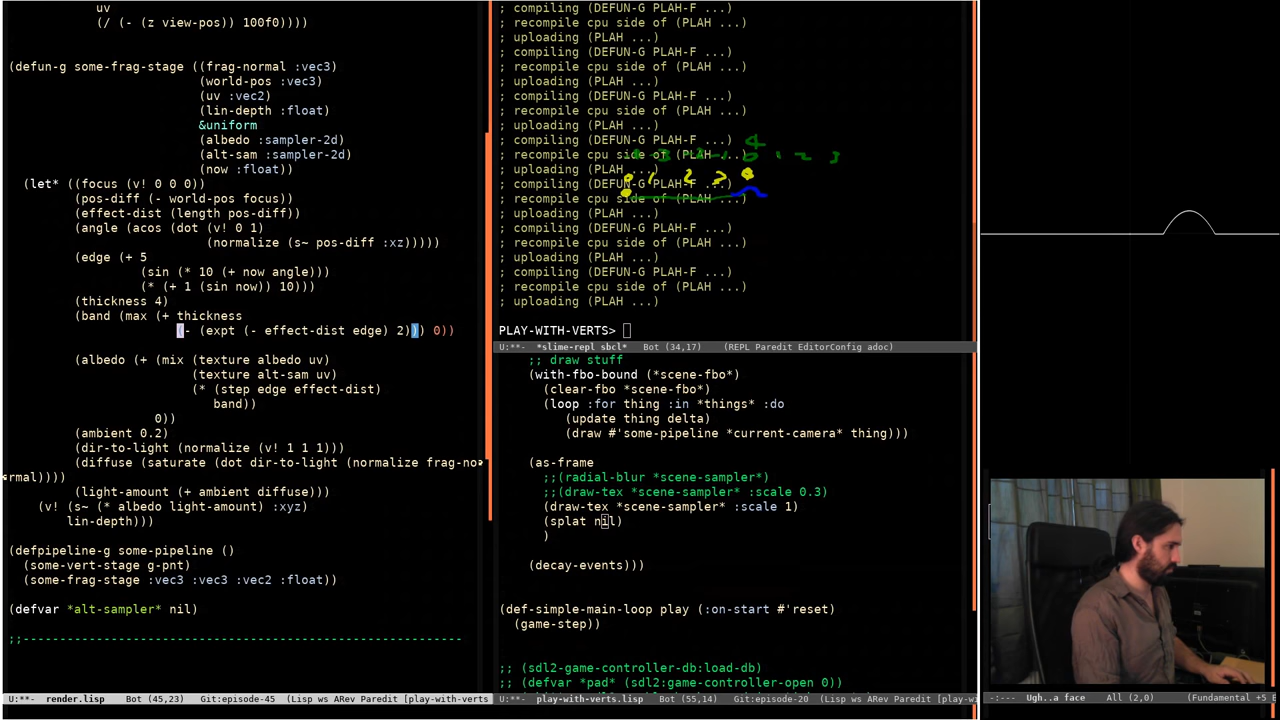 uv
(/ (- (z view-pos)) 100f0))))
(defun-g some-frag-stage ((frag-normal :vec3)
(world-pos :vec3)
(uv :vec2)
(lin-depth :float)
&uniform
(albedo :sampler-2d)
(alt-sam :sampler-2d)
(now :float))
(let* ((focus (v! 0 0 0))
(pos-diff (- world-pos focus))
(effect-dist (length pos-diff))
(angle (acos (dot (v! 0 1)
(normalize (s~ pos-diff :xz)))))
(edge (+ 5
(sin (* 10 (+ now angle)))
(* (+ 1 (sin now)) 10)))
(thickness 4)
(band (max (+ thickness
(- (expt (- effect-dist edge) 2))) 0))
(albedo (+ (mix (texture albedo uv)
(texture alt-sam uv)
(* (step edge effect-dist)
band))
0))
(ambient 0.2)
(dir-to-light (normalize (v! 1 1 1)))
(diffuse (saturate (dot dir-to-light (normalize frag-no
rmal))))
(light-amount (+ ambient diffuse)))
(v! (s~ (* albedo light-amount) :xyz)
lin-depth)))
(defpipeline-g some-pipeline ()
(some-vert-stage g-pnt)
(some-frag-stage :vec3 :vec3 :vec2 :float))
(defvar *alt-sampler* nil)
;;--------------------------------------------------------
U:**- render.lisp Bot (45,23) Git:episode-45 (Lisp ws ARev Paredit [play-with-verts
; compiling (DEFUN-G PLAH-F ...)
; recompile cpu side of (PLAH ...)
; uploading (PLAH ...)
; compiling (DEFUN-G PLAH-F ...)
; recompile cpu side of (PLAH ...)
; uploading (PLAH ...)
; compiling (DEFUN-G PLAH-F ...)
; recompile cpu side of (PLAH ...)
; uploading (PLAH ...)
; compiling (DEFUN-G PLAH-F ...)
; recompile cpu side of (PLAH ...)
; uploading (PLAH ...)
; compiling (DEFUN-G PLAH-F ...)
; recompile cpu side of (PLAH ...)
; uploading (PLAH ...)
; compiling (DEFUN-G PLAH-F ...)
; recompile cpu side of (PLAH ...)
; uploading (PLAH ...)
; compiling (DEFUN-G PLAH-F ...)
; recompile cpu side of (PLAH ...)
; uploading (PLAH ...)
PLAY-WITH-VERTS>
U:**- *slime-repl sbcl* Bot (34,17) (REPL Paredit EditorConfig adoc)
;; draw stuff
(with-fbo-bound (*scene-fbo*)
(clear-fbo *scene-fbo*)
(loop :for thing :in *things* :do
(update thing delta)
(draw #'some-pipeline *current-camera* thing)))
(as-frame
;;(radial-blur *scene-sampler*)
;;(draw-tex *scene-sampler* :scale 0.3)
(draw-tex *scene-sampler* :scale 1)
(splat nil)
)
(decay-events)))
(def-simple-main-loop play (:on-start #'reset)
(game-step))
;; (sdl2-game-controller-db:load-db)
;; (defvar *pad* (sdl2:game-controller-open 0))
U:**- play-with-verts.lisp Bot (55,14) Git:episode-20 (Lisp ws ARev Paredit [play-wi
-:--- Ugh..a face All (2,0) (Fundamental +5 E